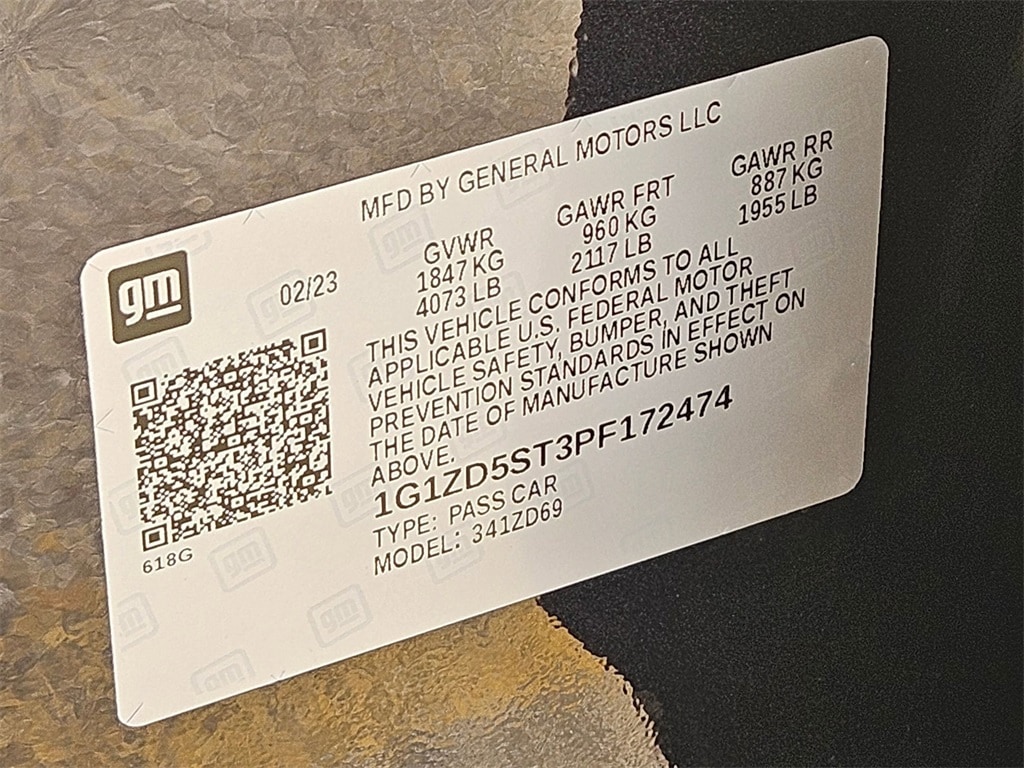 MFD BY GENERAL MOTORS LLC
gm
02/23
GVWR GAWR FRT GAWR RR
1847 KG 960 KG 887 KG
4073 LB 2117 LB 1955 LB
THIS VEHICLE CONFORMS TO ALL
APPLICABLE U.S. FEDERAL MOTOR
VEHICLE SAFETY, BUMPER, AND THEFT
PREVENTION STANDARDS IN EFFECT ON
THE DATE OF MANUFACTURE SHOWN
ABOVE.
1G1ZD5ST3PF172474
TYPE: PASS CAR
MODEL: 341ZD69
618G